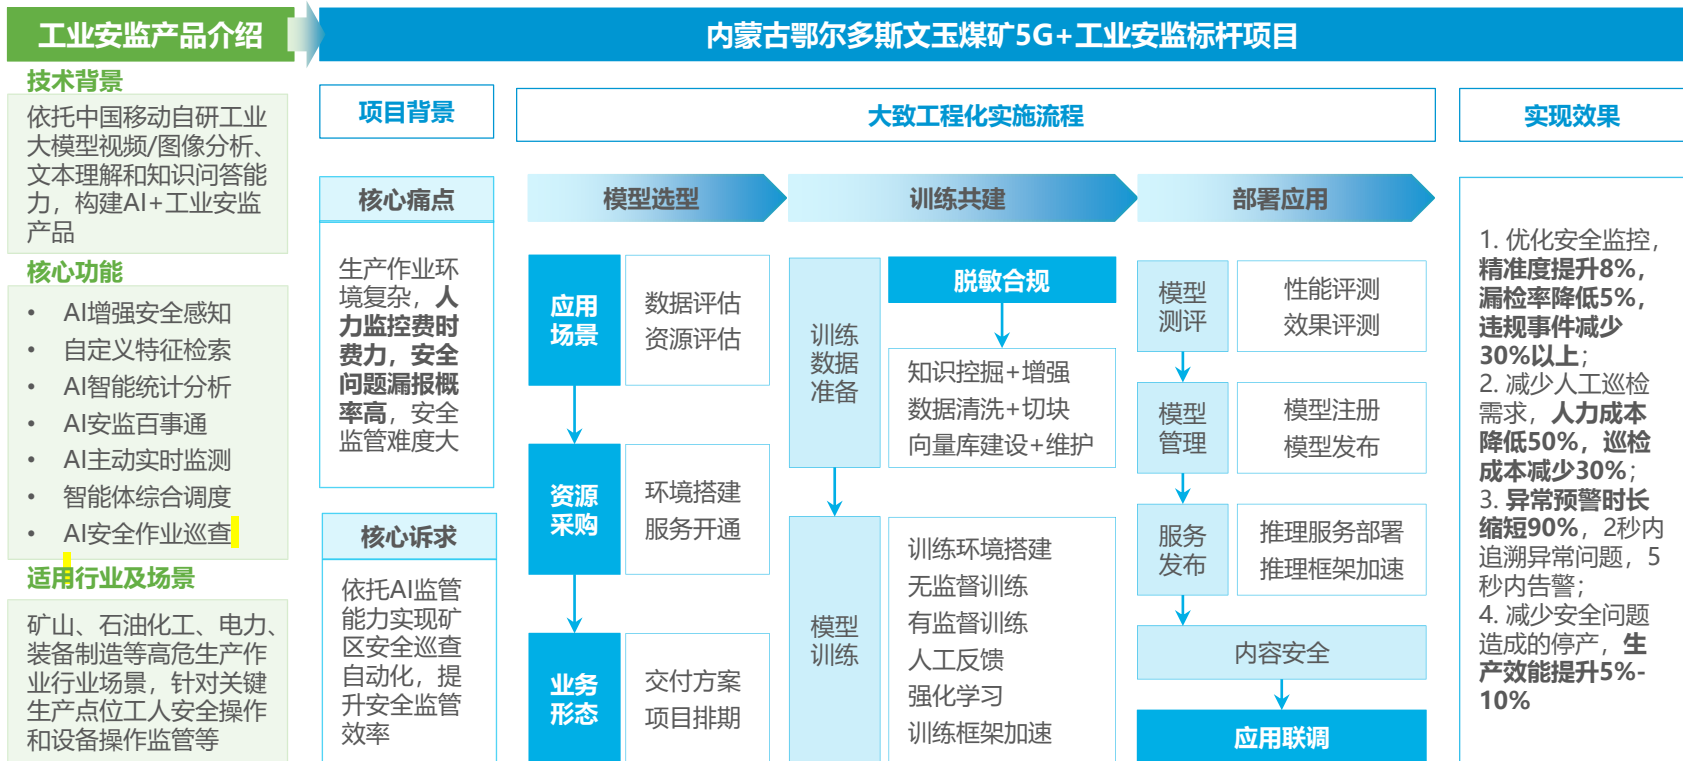 工业安监产品介绍
内蒙古鄂尔多斯文玉煤矿5G+工业安监标杆项目
技术背景
依托中国移动自研工业
大模型视频/图像分析、
文本理解和知识问答能
力，构建AI+工业安监
产品
核心功能
• AI增强安全感知
• 自定义特征检索
• AI智能统计分析
• AI安监百事通
• AI主动实时监测
• 智能体综合调度
• AI安全作业巡查
适用行业及场景
矿山、石油化工、电力、
装备制造等高危生产作
业行业场景，针对关键
生产点位工人安全操作
和设备操作监管等
项目背景
核心痛点
生产作业环
境复杂，人
力监控费时
费力，安全
问题漏报概
率高，安全
监管难度大
核心诉求
依托AI监管
能力实现矿
区安全巡查
自动化，提
升安全监管
效率
大致工程化实施流程
模型选型
应用
场景
数据评估
资源评估
资源
采购
环境搭建
服务开通
业务
形态
交付方案
项目排期
训练共建
训练
数据
准备
脱敏合规
知识挖掘+增强
数据清洗+切块
向量库建设+维护
模型
训练
训练环境搭建
无监督训练
有监督训练
人工反馈
强化学习
训练框架加速
部署应用
模型
测评
性能评测
效果评测
模型
管理
模型注册
模型发布
服务
发布
推理服务部署
推理框架加速
内容安全
应用联调
实现效果
1. 优化安全监控，
精准度提升8%，
漏检率降低5%，
违规事件减少
30%以上；
2. 减少人工巡检
需求，人力成本
降低50%，巡检
成本减少30%；
3. 异常预警时长
缩短90%，2秒内
追溯异常问题，5
秒内告警；
4. 减少安全问题
造成的停产，生
产效能提升5%-
10%